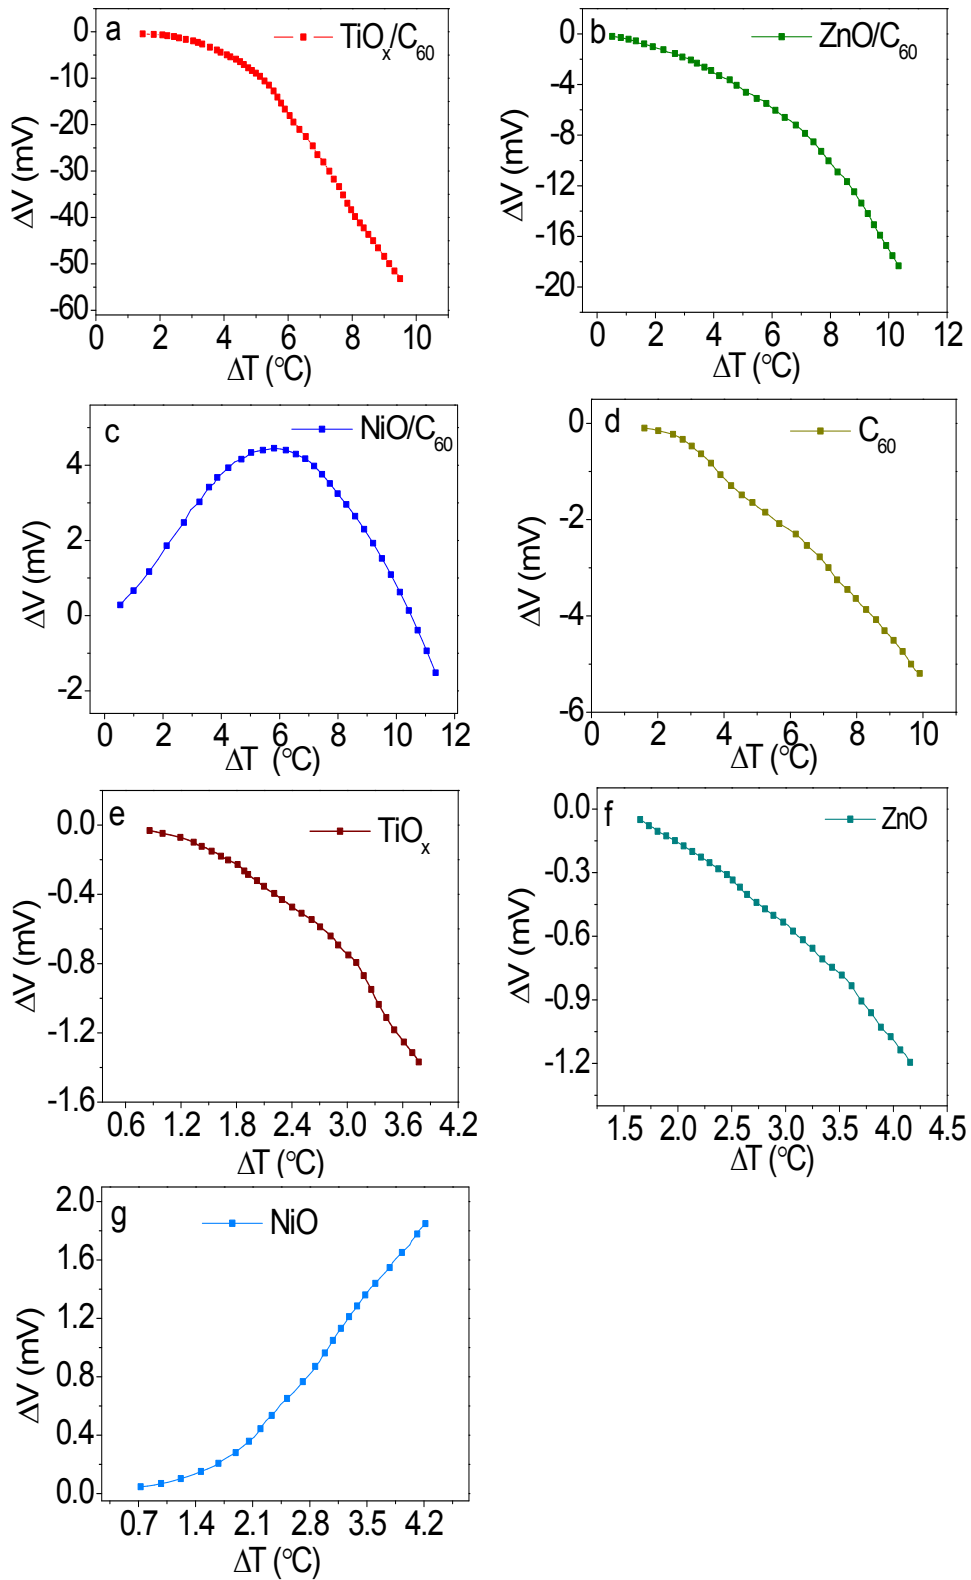 a
TiOx/C60
0
-10
-20
-30
-40
-50
-60
ΔV (mV)
0 2 4 6 8 10
ΔT (°C)
b
ZnO/C60
0
-4
-8
-12
-16
-20
ΔV (mV)
0 2 4 6 8 10 12
ΔT (°C)
c
NiO/C60
4
2
0
-2
ΔV (mV)
0 2 4 6 8 10 12
ΔT (°C)
d
C60
0
-2
-4
-6
ΔV (mV)
0 2 4 6 8 10
ΔT (°C)
e
TiOx
0.0
-0.4
-0.8
-1.2
-1.6
ΔV (mV)
0.6 1.2 1.8 2.4 3.0 3.6 4.2
ΔT (°C)
f
ZnO
0.0
-0.3
-0.6
-0.9
-1.2
ΔV (mV)
1.5 2.0 2.5 3.0 3.5 4.0 4.5
ΔT (°C)
g
NiO
2.0
1.6
1.2
0.8
0.4
0.0
ΔV (mV)
0.7 1.4 2.1 2.8 3.5 4.2
ΔT (°C)